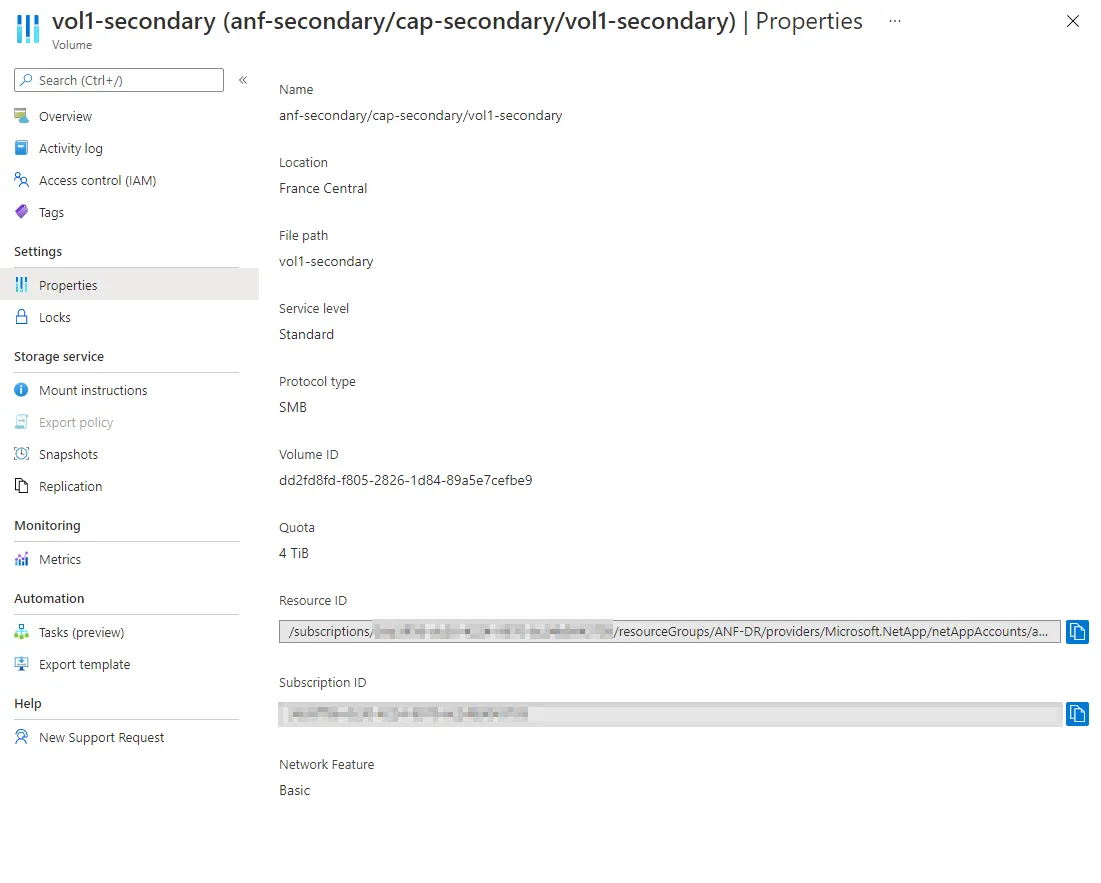 vol1-secondary (anf-secondary/cap-secondary/vol1-secondary) | Properties ...
Volume
Search (Ctrl+/)
«
Overview
Activity log
Access control (IAM)
Tags
Settings
Properties
Locks
Storage service
Mount instructions
Export policy
Snapshots
Replication
Monitoring
Metrics
Automation
Tasks (preview)
Export template
Help
New Support Request
Name
anf-secondary/cap-secondary/vol1-secondary
Location
France Central
File path
vol1-secondary
Service level
Standard
Protocol type
SMB
Volume ID
dd2fd8fd-f805-2826-1d84-89a5e7cefbe9
Quota
4 TiB
Resource ID
/subscriptions/ /resourceGroups/ANF-DR/providers/Microsoft.NetApp/netAppAccounts/a...
Subscription ID
Network Feature
Basic